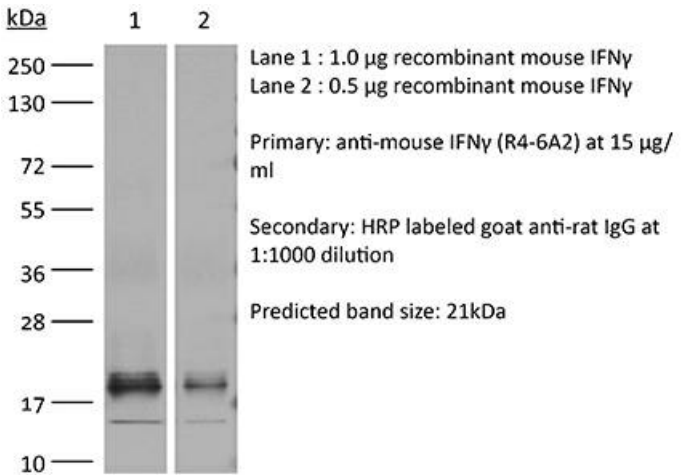 kDa
1 2
250
130
72
55
36
28
17
10
Lane 1 : 1.0 µg recombinant mouse IFNγ
Lane 2 : 0.5 µg recombinant mouse IFNγ
Primary: anti-mouse IFNγ (R4-6A2) at 15 µg/
ml
Secondary: HRP labeled goat anti-rat IgG at
1:1000 dilution
Predicted band size: 21kDa